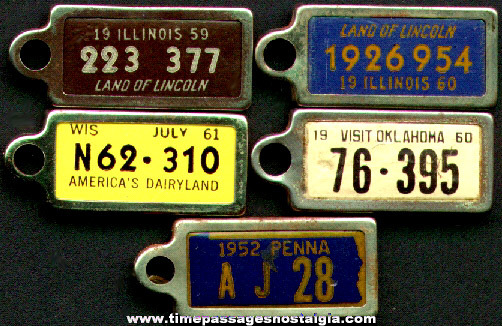 19 ILLINOIS 59
223 377
LAND OF LINCOLN
LAND OF LINCOLN
1926 954
19 ILLINOIS 60
WIS JULY 61
N62·310
AMERICA'S DAIRYLAND
19 VISIT OKLAHOMA 60
76·395
1952 PENNA
A J 28
www.timepassagesnostalgia.com